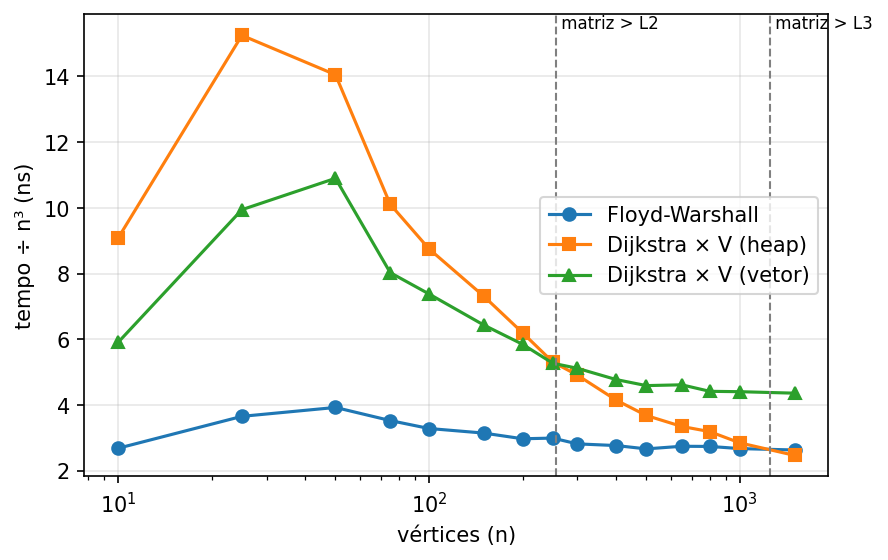 matriz > L2
matriz > L3
14
12
10
8
6
4
2
tempo ÷ n³ (ns)
Floyd-Warshall
Dijkstra × V (heap)
Dijkstra × V (vetor)
10¹
10²
10³
vértices (n)